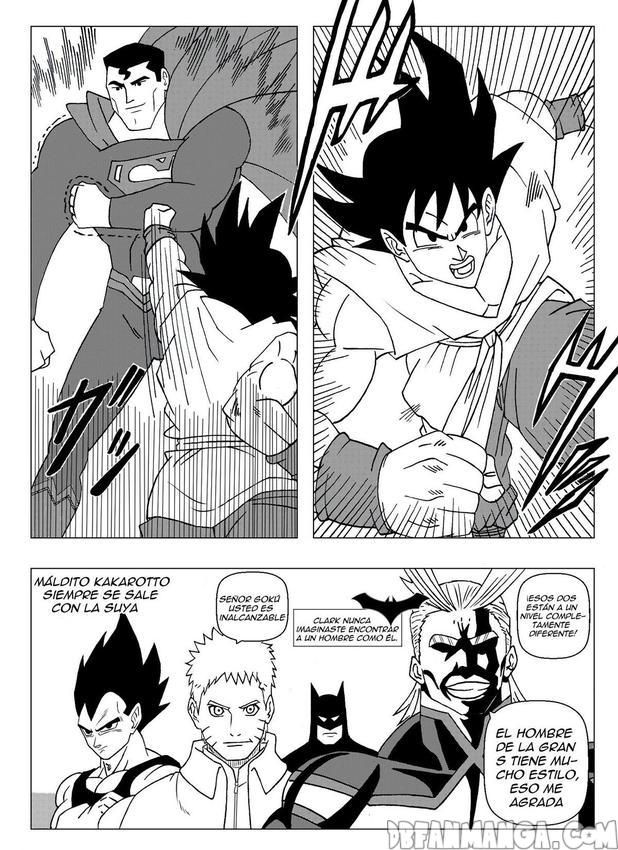 ガッ
MÁLDITO KAKAROTTO
SIEMPRE SE SALE
CON LA SUYA
SEÑOR GOKÚ
USTED ES
INALCANZABLE
CLARK NUNCA
IMAGINASTE ENCONTRAR
A UN HOMBRE COMO ÉL.
¡ESOS DOS
ESTÁN A UN
NIVEL COMPLE-
TAMENTE
DIFERENTE!
EL HOMBRE
DE LA GRAN
S TIENE MU-
CHO ESTILO,
ESO ME
AGRADA
DBFANMANGA.COM